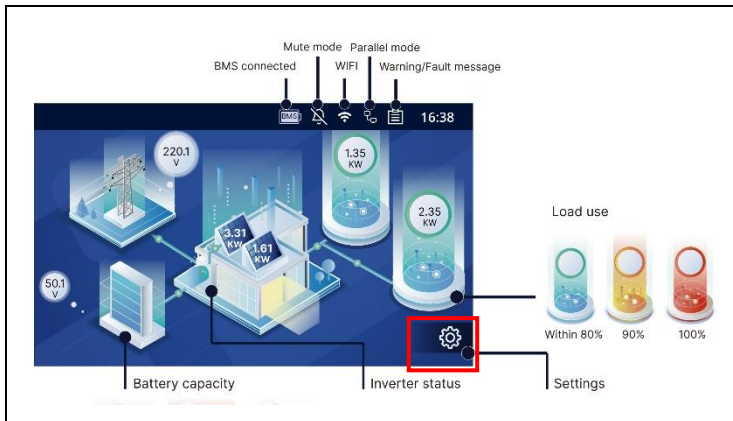 Mute mode Parallel mode
BMS connected WIFI Warning/Fault message
BMS 16:38
220.1
V
1.35
KW
2.35
KW
3.31
KW
1.61
KW
50.1
V
Load use
Within 80% 90% 100%
Battery capacity Inverter status Settings